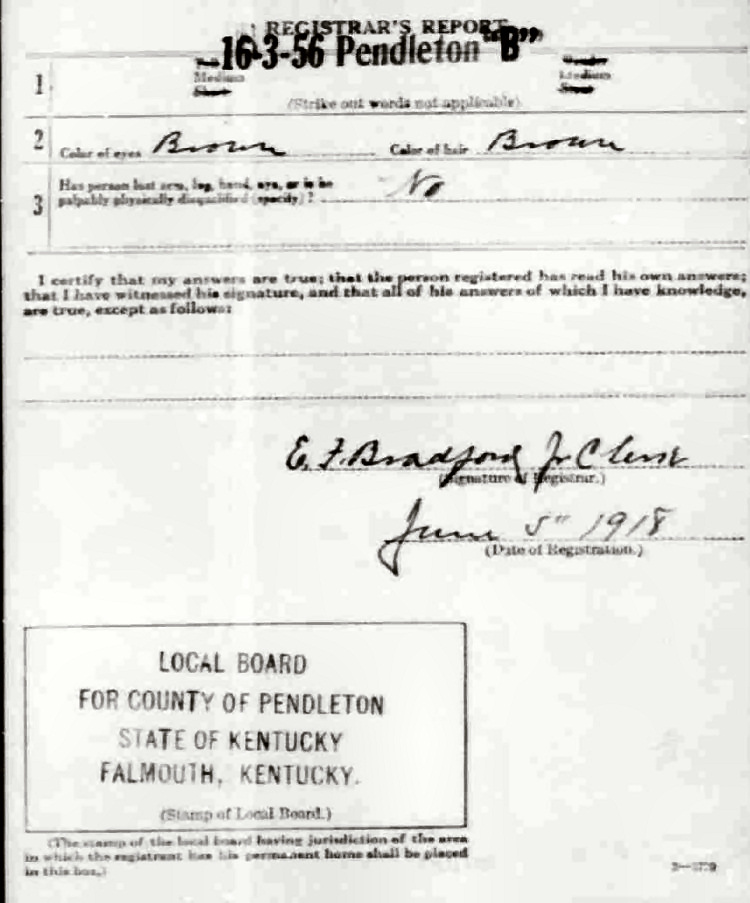 REGISTRAR'S REPORT
16-3-56 Pendleton "B"
1 Medium Medium
(Strike out words not applicable)
2 Color of eyes Brown Color of hair Brown
3 Has person lost arm, leg, hand, eye, or is he No
palpably physically disqualified (specify)?
I certify that my answers are true; that the person registered has read his own answers;
that I have witnessed his signature, and that all of his answers of which I have knowledge,
are true, except as follows:
E. F. Bradford Jr Clerk
(Signature of Registrar.)
June 5" 1918
(Date of Registration.)
LOCAL BOARD
FOR COUNTY OF PENDLETON
STATE OF KENTUCKY
FALMOUTH, KENTUCKY.
(Stamp of Local Board.)
(The stamp of the local board having jurisdiction of the area
in which the registrant has his permanent home shall be placed
in this box.)